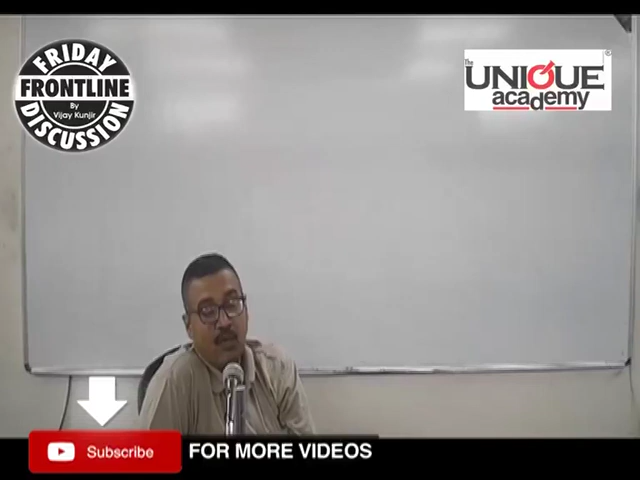 FRIDAY
FRONTLINE
By
Vijay Kunjir
DISCUSSION
The
UNIQUE
®
academy
Subscribe
FOR MORE VIDEOS